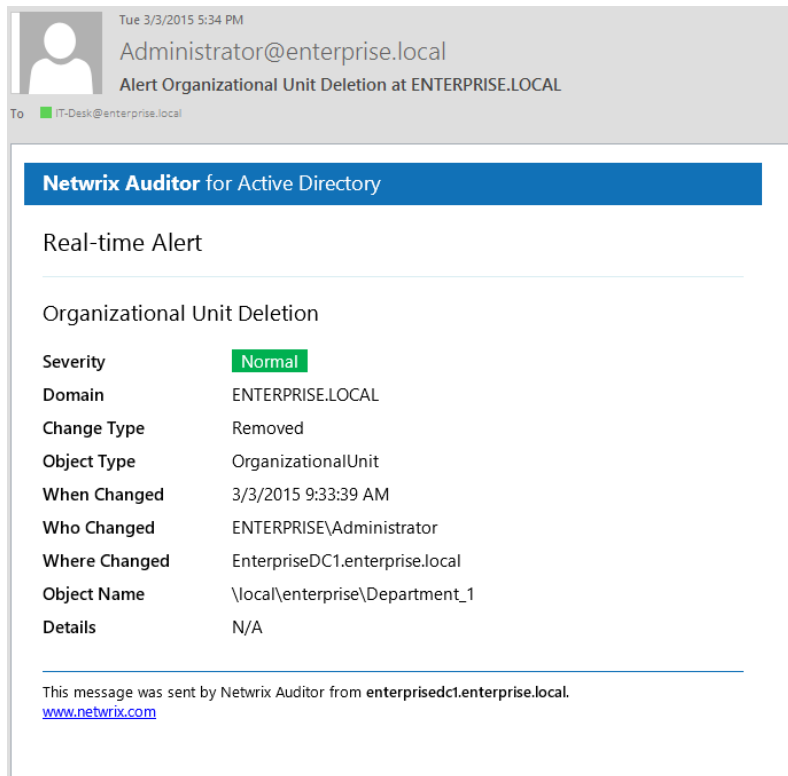 Tue 3/3/2015 5:34 PM
Administrator@enterprise.local
Alert Organizational Unit Deletion at ENTERPRISE.LOCAL
To IT-Desk@enterprise.local
Netwrix Auditor for Active Directory
Real-time Alert
Organizational Unit Deletion
Severity Normal
Domain ENTERPRISE.LOCAL
Change Type Removed
Object Type OrganizationalUnit
When Changed 3/3/2015 9:33:39 AM
Who Changed ENTERPRISE\Administrator
Where Changed EnterpriseDC1.enterprise.local
Object Name \local\enterprise\Department_1
Details N/A
This message was sent by Netwrix Auditor from enterprisedc1.enterprise.local.
www.netwrix.com